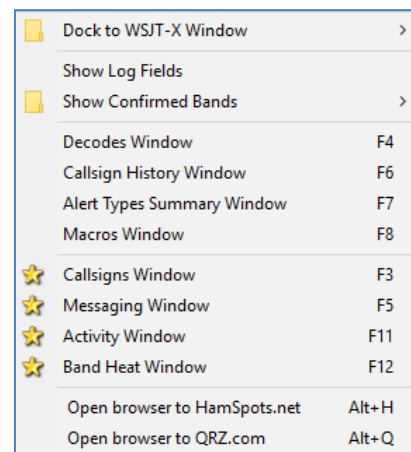 Dock to WSJT-X Window >
Show Log Fields
Show Confirmed Bands >
Decodes Window F4
Callsign History Window F6
Alert Types Summary Window F7
Macros Window F8
Callsigns Window F3
Messaging Window F5
Activity Window F11
Band Heat Window F12
Open browser to HamSpots.net Alt+H
Open browser to QRZ.com Alt+Q